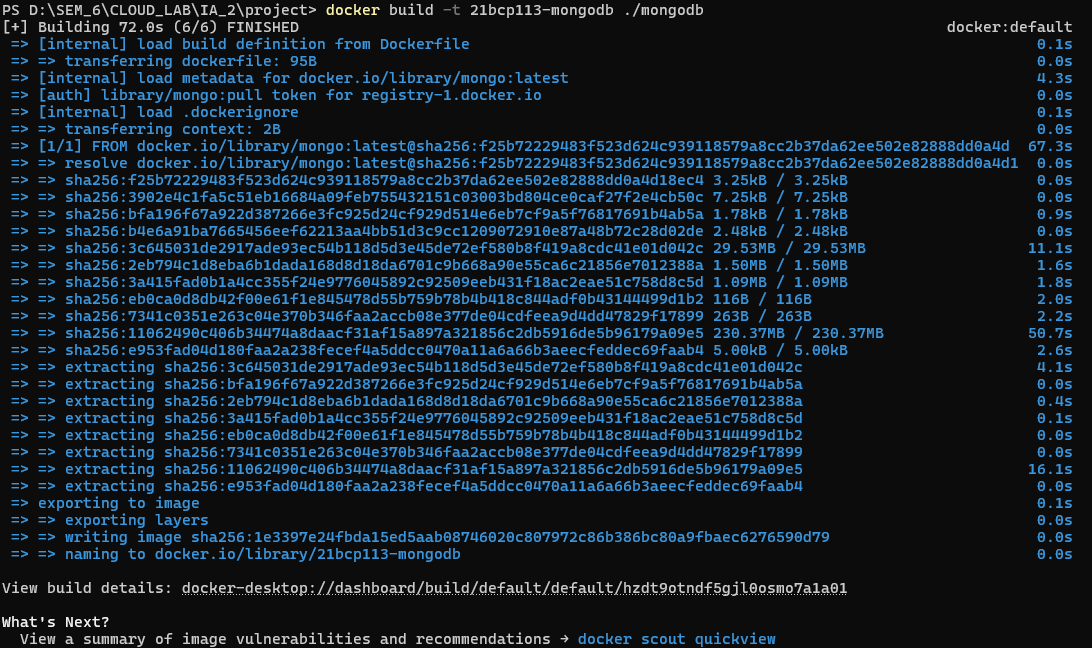 PS D:\SEM_6\CLOUD_LAB\IA_2\project> docker build -t 21bcp113-mongodb ./mongodb
[+] Building 72.0s (6/6) FINISHED docker:default
=> [internal] load build definition from Dockerfile 0.1s
=> => transferring dockerfile: 95B 0.0s
=> [internal] load metadata for docker.io/library/mongo:latest 4.3s
=> [auth] library/mongo:pull token for registry-1.docker.io 0.0s
=> [internal] load .dockerignore 0.1s
=> => transferring context: 2B 0.0s
=> [1/1] FROM docker.io/library/mongo:latest@sha256:f25b72229483f523d624c939118579a8cc2b37da62ee502e82888dd0a4d 67.3s
=> => resolve docker.io/library/mongo:latest@sha256:f25b72229483f523d624c939118579a8cc2b37da62ee502e82888dd0a4d1 0.0s
=> => sha256:f25b72229483f523d624c939118579a8cc2b37da62ee502e82888dd0a4d18ec4 3.25kB / 3.25kB 0.0s
=> => sha256:3902e4c1fa5c51eb16684a09feb755432151c03003bd804ce0caf27f2e4cb50c 7.25kB / 7.25kB 0.0s
=> => sha256:bfa196f67a922d387266e3fc925d24cf929d514e6eb7cf9a5f76817691b4ab5a 1.78kB / 1.78kB 0.9s
=> => sha256:b4e6a91ba7665456eef62213aa4bb51d3c9cc1209072910e87a48b72c28d02de 2.48kB / 2.48kB 0.0s
=> => sha256:3c645031de2917ade93ec54b118d5d3e45de72ef580b8f419a8cdc41e01d042c 29.53MB / 29.53MB 11.1s
=> => sha256:2eb794c1d8eba6b1dada168d8d18da6701c9b668a90e55ca6c21856e7012388a 1.50MB / 1.50MB 1.6s
=> => sha256:3a415fad0b1a4cc355f24e9776045892c92509eeb431f18ac2eae51c758d8c5d 1.09MB / 1.09MB 1.8s
=> => sha256:eb0ca0d8db42f00e61f1e845478d55b759b78b4b418c844adf0b43144499d1b2 116B / 116B 2.0s
=> => sha256:7341c0351e263c04e370b346faa2accb08e377de04cdfeea9d4dd47829f17899 263B / 263B 2.2s
=> => sha256:11062490c406b34474a8daacf31af15a897a321856c2db5916de5b96179a09e5 230.37MB / 230.37MB 50.7s
=> => sha256:e953fad04d180faa2a238fecef4a5ddcc0470a11a6a66b3aeecfeddec69faab4 5.00kB / 5.00kB 2.6s
=> => extracting sha256:3c645031de2917ade93ec54b118d5d3e45de72ef580b8f419a8cdc41e01d042c 4.1s
=> => extracting sha256:bfa196f67a922d387266e3fc925d24cf929d514e6eb7cf9a5f76817691b4ab5a 0.0s
=> => extracting sha256:2eb794c1d8eba6b1dada168d8d18da6701c9b668a90e55ca6c21856e7012388a 0.4s
=> => extracting sha256:3a415fad0b1a4cc355f24e9776045892c92509eeb431f18ac2eae51c758d8c5d 0.1s
=> => extracting sha256:eb0ca0d8db42f00e61f1e845478d55b759b78b4b418c844adf0b43144499d1b2 0.0s
=> => extracting sha256:7341c0351e263c04e370b346faa2accb08e377de04cdfeea9d4dd47829f17899 0.0s
=> => extracting sha256:11062490c406b34474a8daacf31af15a897a321856c2db5916de5b96179a09e5 16.1s
=> => extracting sha256:e953fad04d180faa2a238fecef4a5ddcc0470a11a6a66b3aeecfeddec69faab4 0.0s
=> exporting to image 0.1s
=> => exporting layers 0.0s
=> => writing image sha256:1e3397e24fbda15ed5aab08746020c807972c86b386bc80a9fbaec6276590d79 0.0s
=> => naming to docker.io/library/21bcp113-mongodb 0.0s
View build details: docker-desktop://dashboard/build/default/default/hzdt9otndf5gjl0osmo7a1a01
What's Next?
View a summary of image vulnerabilities and recommendations → docker scout quickview